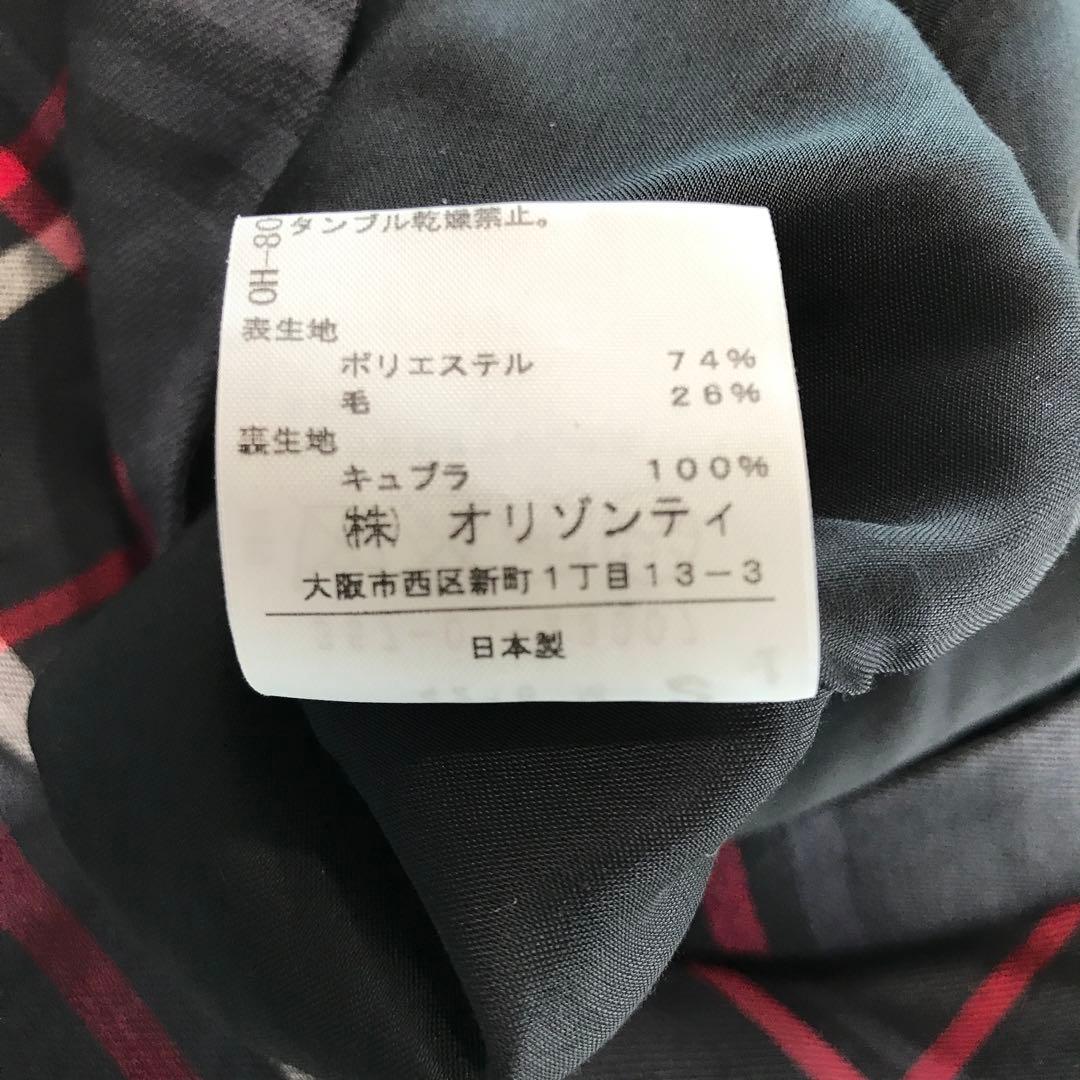 タンブル乾燥禁止。
OH-80
表生地
ポリエステル 74%
毛 26%
裏生地
キュプラ 100%
㈱ オリゾンティ
大阪市西区新町1丁目13-3
日本製